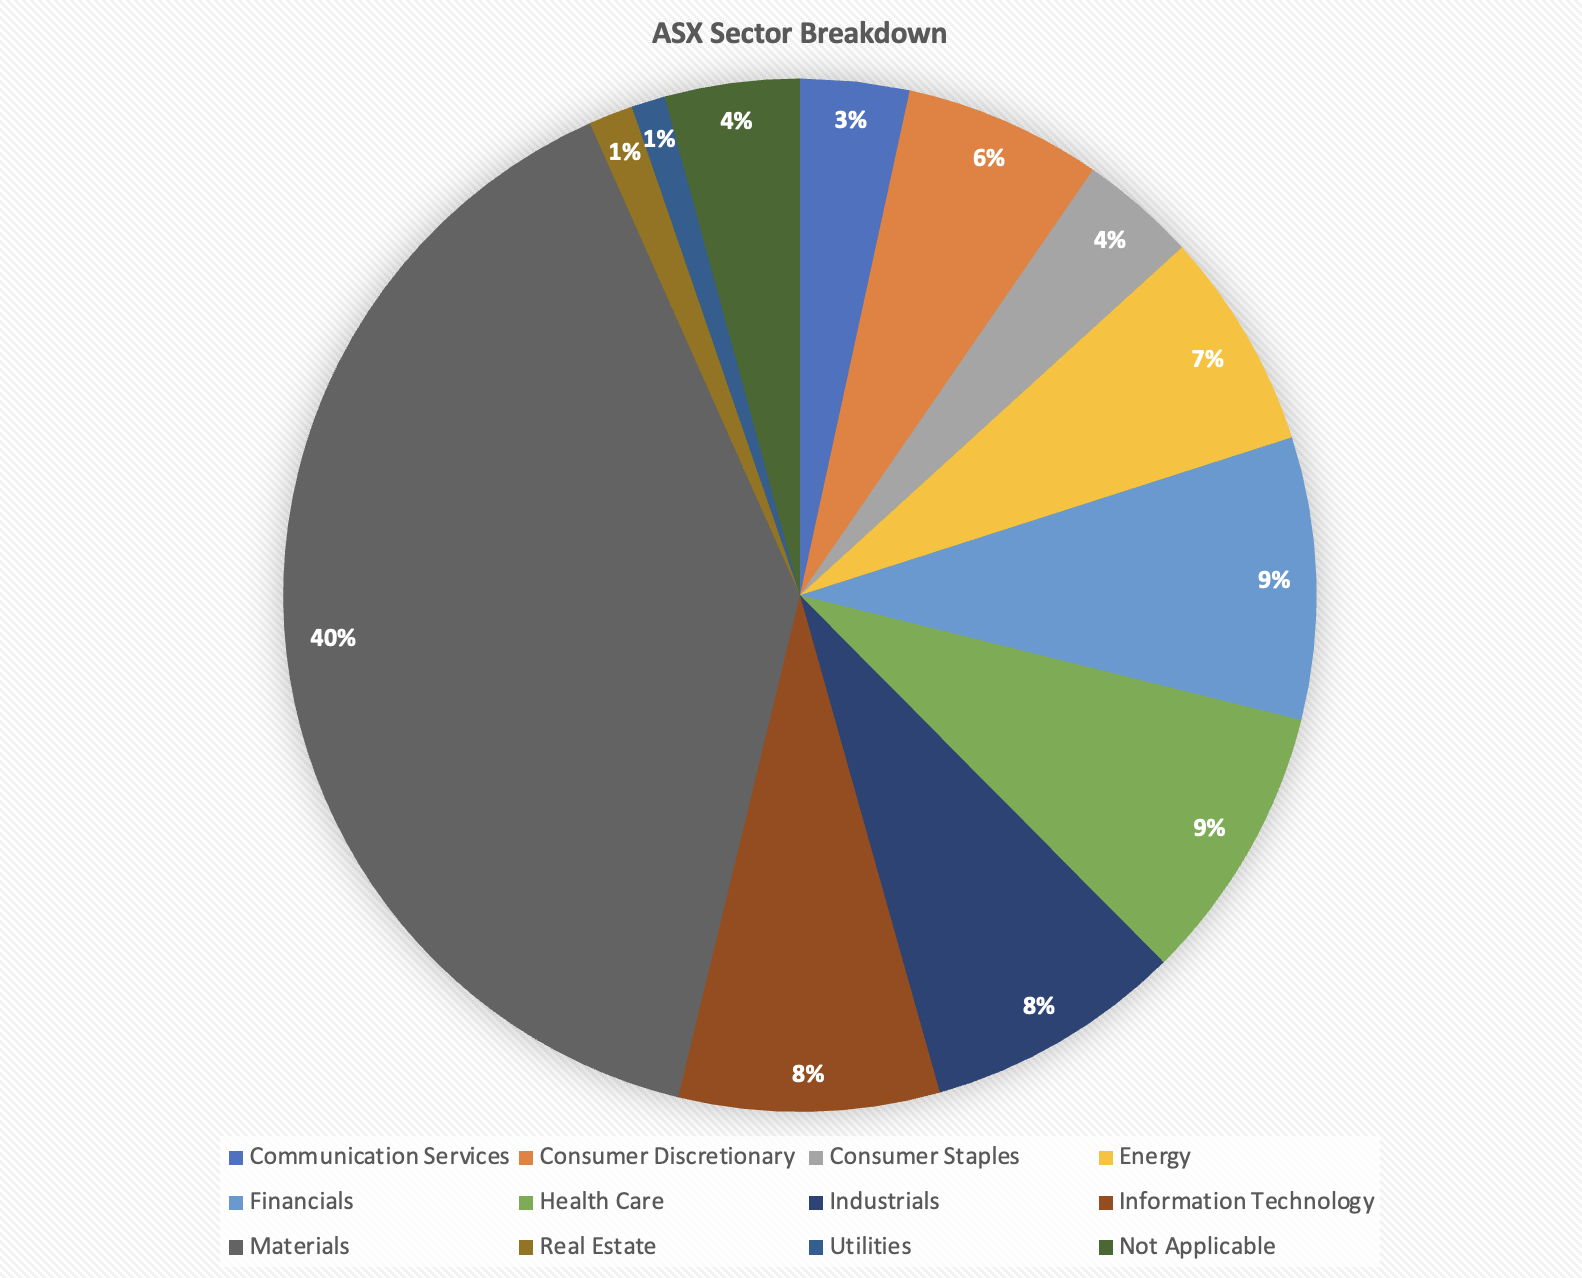 ASX Sector Breakdown
4% 3%
1% 1% 6%
4%
7%
9%
40%
9%
8%
8%
Communication Services Consumer Discretionary Consumer Staples Energy
Financials Health Care Industrials Information Technology
Materials Real Estate Utilities Not Applicable